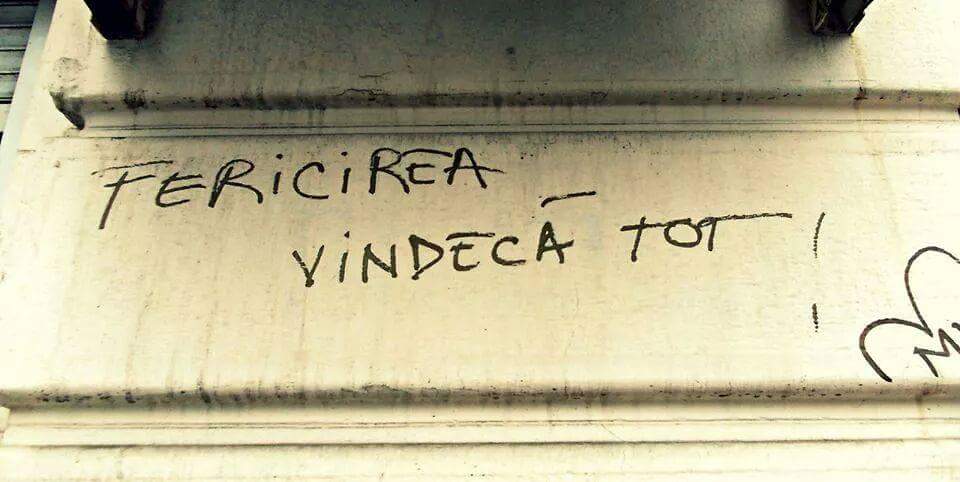 FERiCiREA
ViNDECĂ TOT !